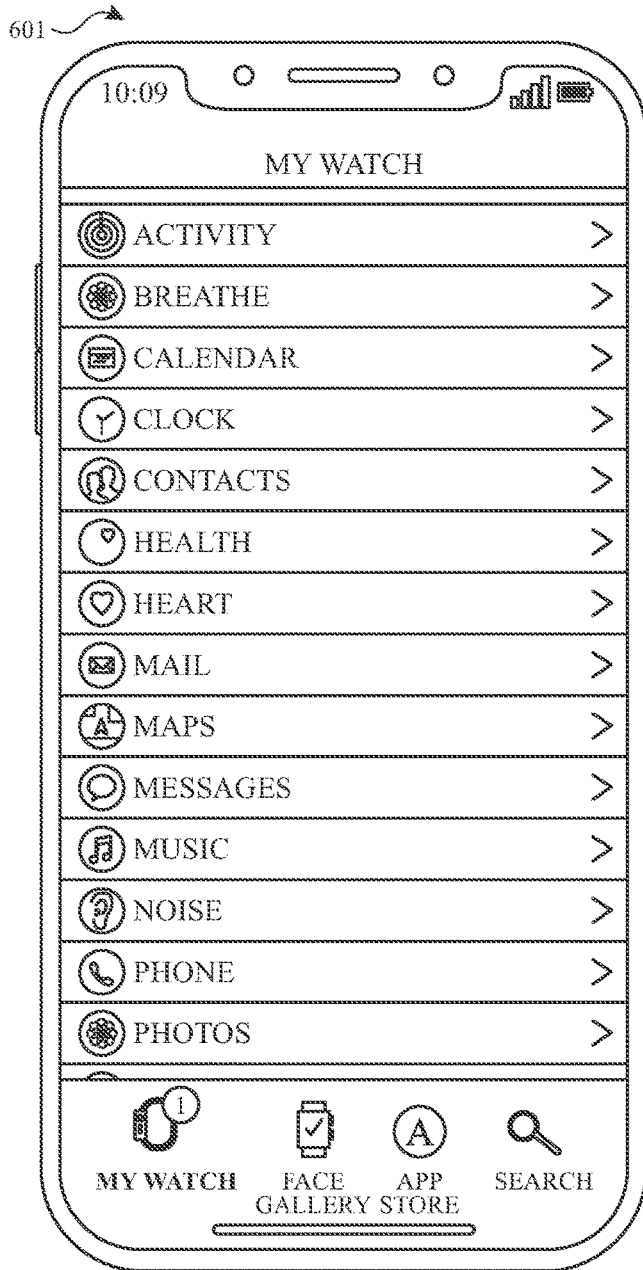 601
10:09
MY WATCH
ACTIVITY
BREATHE
CALENDAR
CLOCK
CONTACTS
HEALTH
HEART
MAIL
MAPS
MESSAGES
MUSIC
NOISE
PHONE
PHOTOS
1
A
MY WATCH FACE APP SEARCH
GALLERY STORE